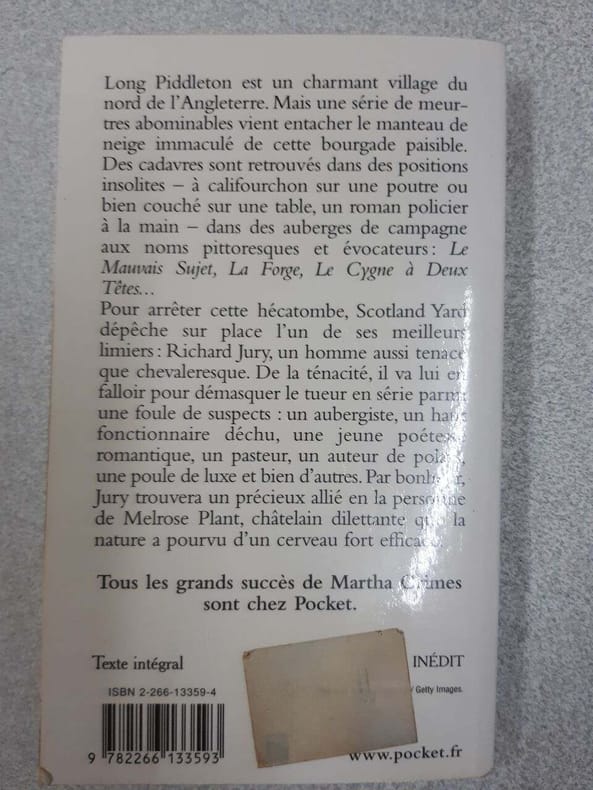 Long Piddleton est un charmant village du
nord de l'Angleterre. Mais une série de meur-
tres abominables vient entacher le manteau de
neige immaculé de cette bourgade paisible.
Des cadavres sont retrouvés dans des positions
insolites – à califourchon sur une poutre ou
bien couché sur une table, un roman policier
à la main – dans des auberges de campagne
aux noms pittoresques et évocateurs : Le
Mauvais Sujet, La Forge, Le Cygne à Deux
Têtes...
Pour arrêter cette hécatombe, Scotland Yard
dépêche sur place l'un de ses meilleurs
limiers : Richard Jury, un homme aussi tenace
que chevaleresque. De la ténacité, il va lui en
falloir pour démasquer le tueur en série parmi
une foule de suspects : un aubergiste, un haut
fonctionnaire déchu, une jeune poétesse
romantique, un pasteur, un auteur de polars,
une poule de luxe et bien d'autres. Par bonheur,
Jury trouvera un précieux allié en la personne
de Melrose Plant, châtelain dilettante que la
nature a pourvu d'un cerveau fort efficace.
Tous les grands succès de Martha Grimes
sont chez Pocket.
Texte intégral
INÉDIT
ISBN 2-266-13359-4
/ Getty Images.
9 782266 133593
www.pocket.fr